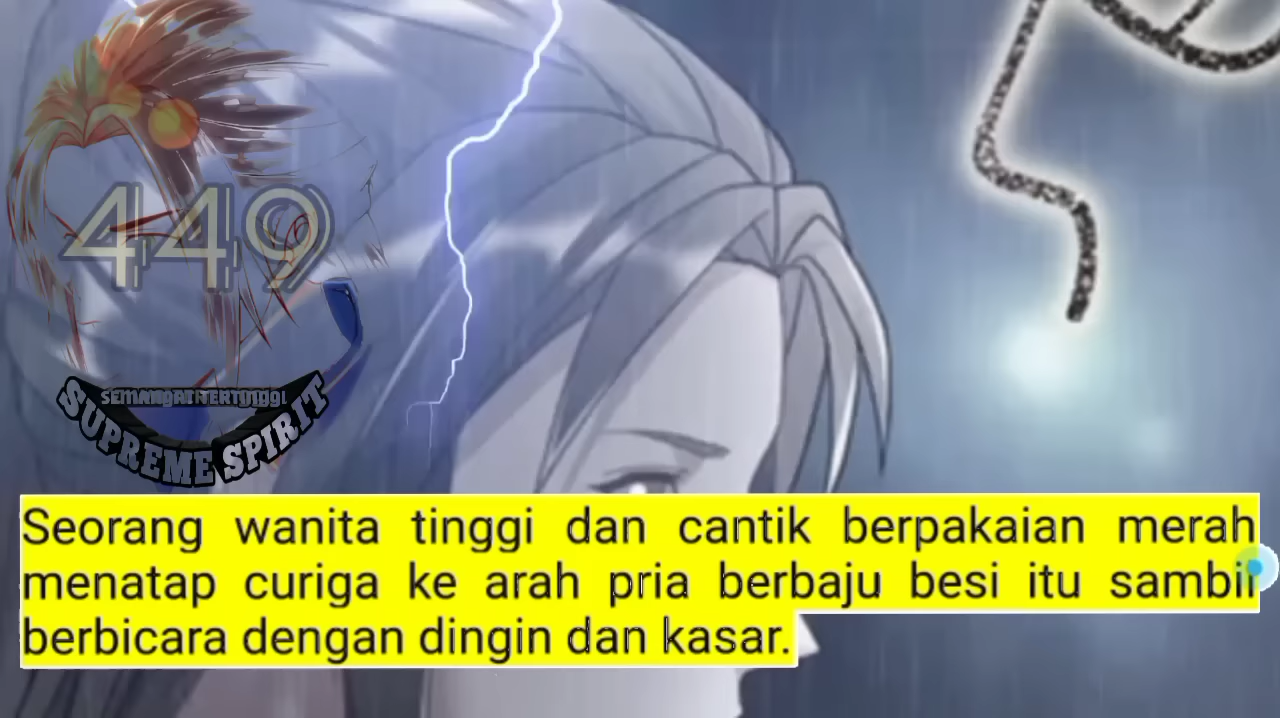 449
SEMANGAT TERTINGGI
SUPREME SPIRIT
Seorang wanita tinggi dan cantik berpakaian merah
menatap curiga ke arah pria berbaju besi itu sambil
berbicara dengan dingin dan kasar.